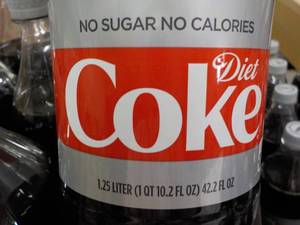 NO SUGAR NO CALORIES
Diet
Coke
1.25 LITER (1 QT 10.2 FL OZ) 42.2 FL OZ